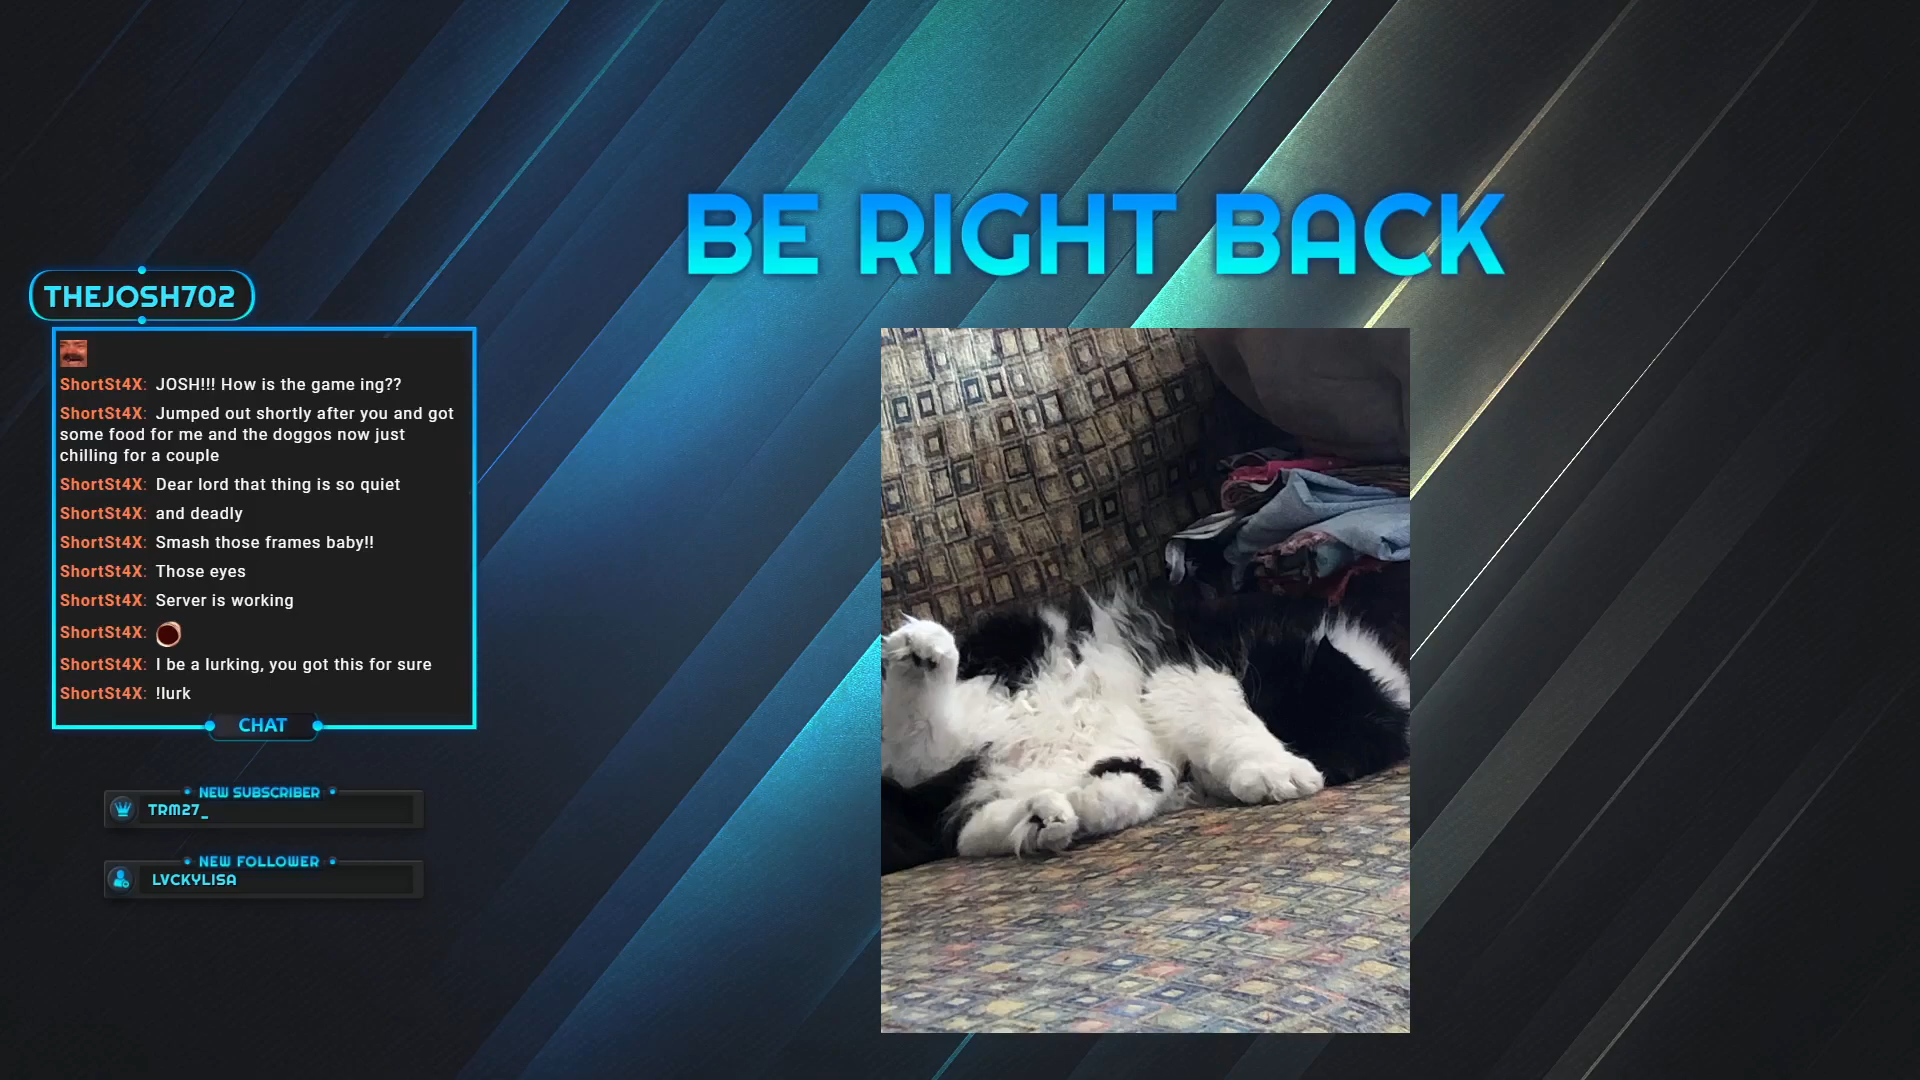 BE RIGHT BACK
THEJOSH702
ShortSt4X: JOSH!!! How is the game ing??
ShortSt4X: Jumped out shortly after you and got
some food for me and the doggos now just
chilling for a couple
ShortSt4X: Dear lord that thing is so quiet
ShortSt4X: and deadly
ShortSt4X: Smash those frames baby!!
ShortSt4X: Those eyes
ShortSt4X: Server is working
ShortSt4X:
ShortSt4X: I be a lurking, you got this for sure
ShortSt4X: !lurk
CHAT
NEW SUBSCRIBER
TRM27_
NEW FOLLOWER
LVCKYLISA